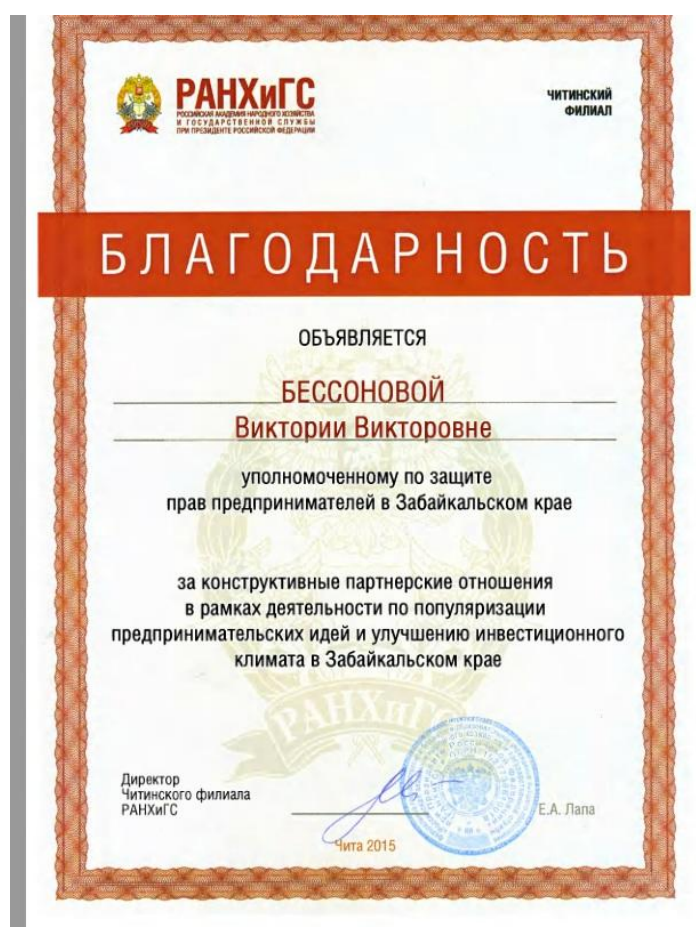 РАНХиГС
РОССИЙСКАЯ АКАДЕМИЯ НАРОДНОГО ХОЗЯЙСТВА
И ГОСУДАРСТВЕННОЙ СЛУЖБЫ
ПРИ ПРЕЗИДЕНТЕ РОССИЙСКОЙ ФЕДЕРАЦИИ
ЧИТИНСКИЙ
ФИЛИАЛ
БЛАГОДАРНОСТЬ
ОБЪЯВЛЯЕТСЯ
БЕССОНОВОЙ
Виктории Викторовне
уполномоченному по защите
прав предпринимателей в Забайкальском крае
за конструктивные партнерские отношения
в рамках деятельности по популяризации
предпринимательских идей и улучшению инвестиционного
климата в Забайкальском крае
РАНХиГС
Директор
Читинского филиала
РАНХиГС
Е.А. Лапа
Чита 2015